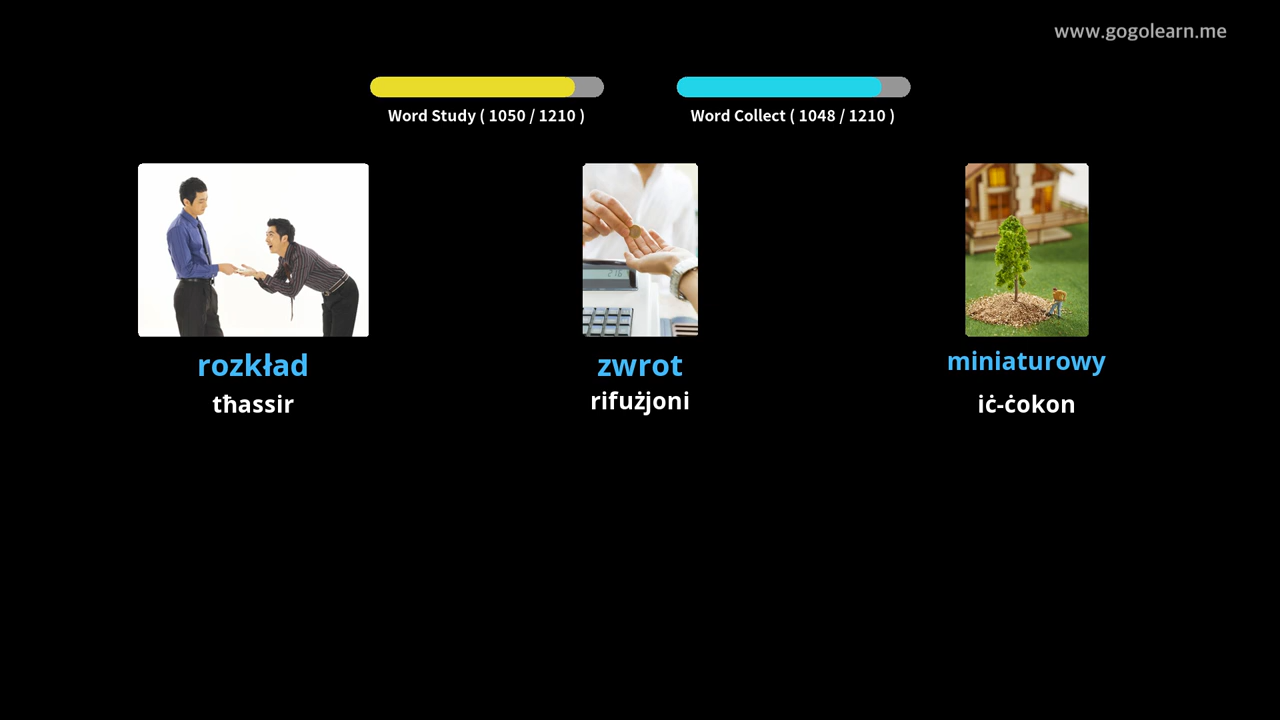 www.gogolearn.me
Word Study ( 1050 / 1210 )
Word Collect ( 1048 / 1210 )
rozkład
tħassir
zwrot
rifużjoni
miniaturowy
iċ-ċokon